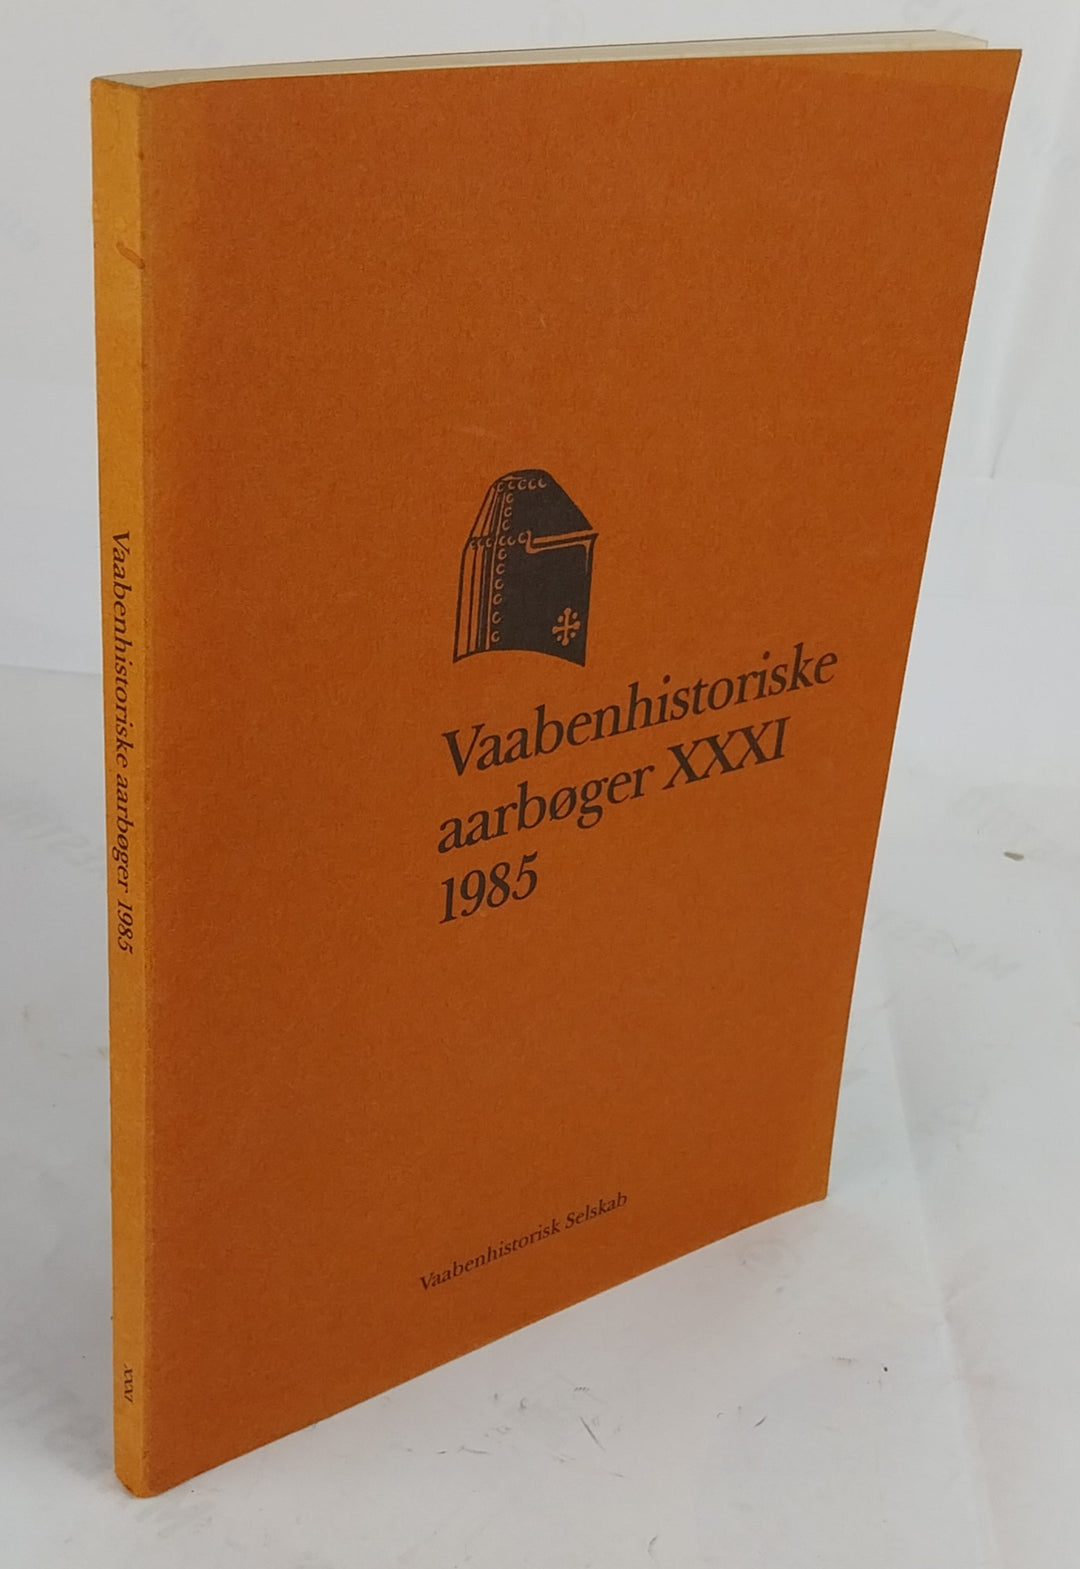 Vaabenhistoriske aarbøger 1985
XXXI
Vaabenhistoriske
aarbøger XXXI
1985
Vaabenhistorisk Selskab